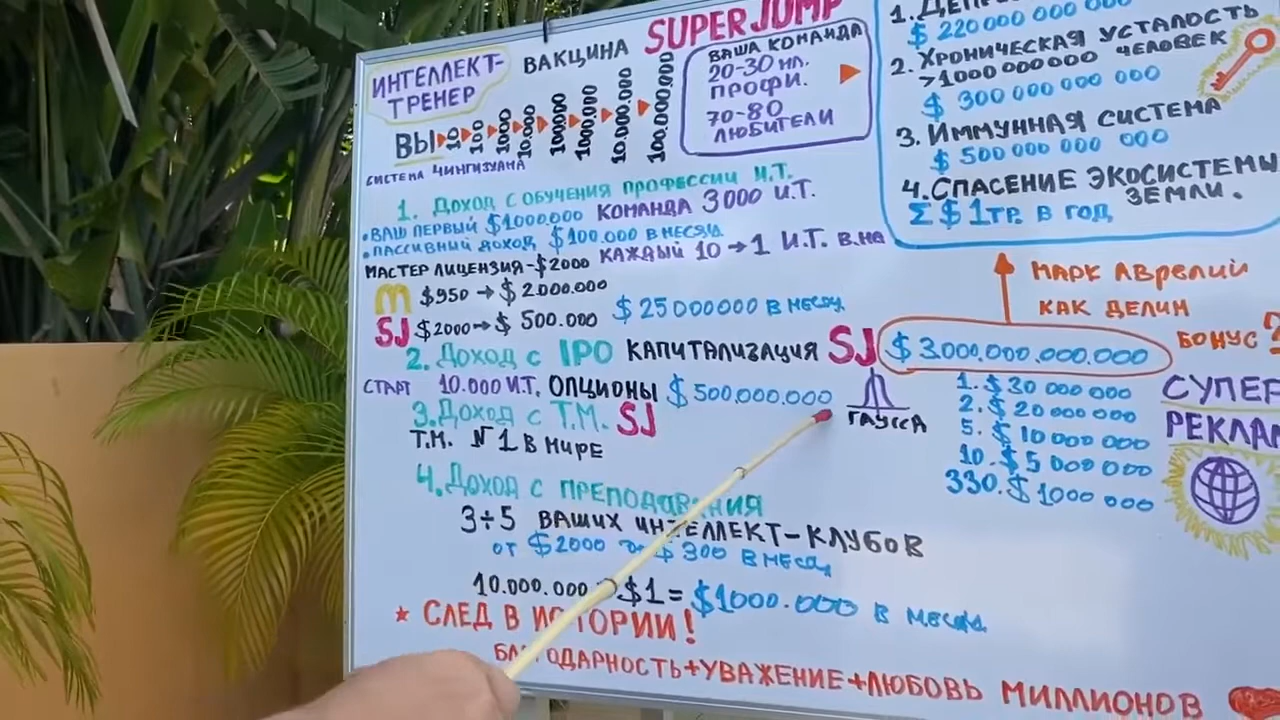 ИНТЕЛЛЕКТ-
ТРЕНЕР
ВАКЦИНА SUPERJUMP
ВЫ 10 100 1000 10.000 100.000 1000.000 10.000.000 100.000.000
СИСТЕМА ЧИНГИЗХАНА
ВАША КОМАНДА
20-30 ИЛ.
ПРОФИ.
70-80
ЛЮБИТЕЛИ
1. ДОХОД С ОБУЧЕНИЯ ПРОФЕССИИ И.Т.
• ВАШ ПЕРВЫЙ $1000.000 КОМАНДА 3000 И.Т.
• ПАССИВНЫЙ ДОХОД $100.000 В МЕСЯЦ
МАСТЕР ЛИЦЕНЗИЯ-$2000 КАЖДЫЙ 10 → 1 И.Т. В.НА
M $950 → $2000.000
SJ $2000 → $ 500.000 $25000000 В МЕСЯЦ
2. ДОХОД С IPO КАПИТАЛИЗАЦИЯ SJ $3.000.000.000.000
СТАРТ 10.000 И.Т. ОПЦИОНЫ $500.000.000 ГАУССА
3. ДОХОД С Т.М. SJ
Т.М. №1 В МИРЕ
4. ДОХОД С ПРЕПОДАВАНИЯ
3÷5 ВАШИХ ИНТЕЛЛЕКТ-КЛУБОВ
ОТ $2000 $300 В МЕСЯЦ
10.000.000 $1 = $1000.000 В МЕСЯЦ
★ СЛЕД В ИСТОРИИ!
БЛАГОДАРНОСТЬ+УВАЖЕНИЕ+ЛЮБОВЬ МИЛЛИОНОВ
$ 220 000 000 000
2. ХРОНИЧЕСКАЯ УСТАЛОСТЬ
>1000 000 000 ЧЕЛОВЕК
$ 300 000 000 000
3. ИММУННАЯ СИСТЕМА
$ 500 000 000 000
4. СПАСЕНИЕ ЭКОСИСТЕМЫ
ЗЕМЛИ.
Σ $ 1ТР. В ГОД
МАРК АВРЕЛИЙ
КАК ДЕЛИМ
БОНУС ?
1. $ 30 000 000
2. $ 20 000 000
5. $ 10 000 000
10. $ 5 000 000
330. $ 1000 000
СУПЕР
РЕКЛАМ